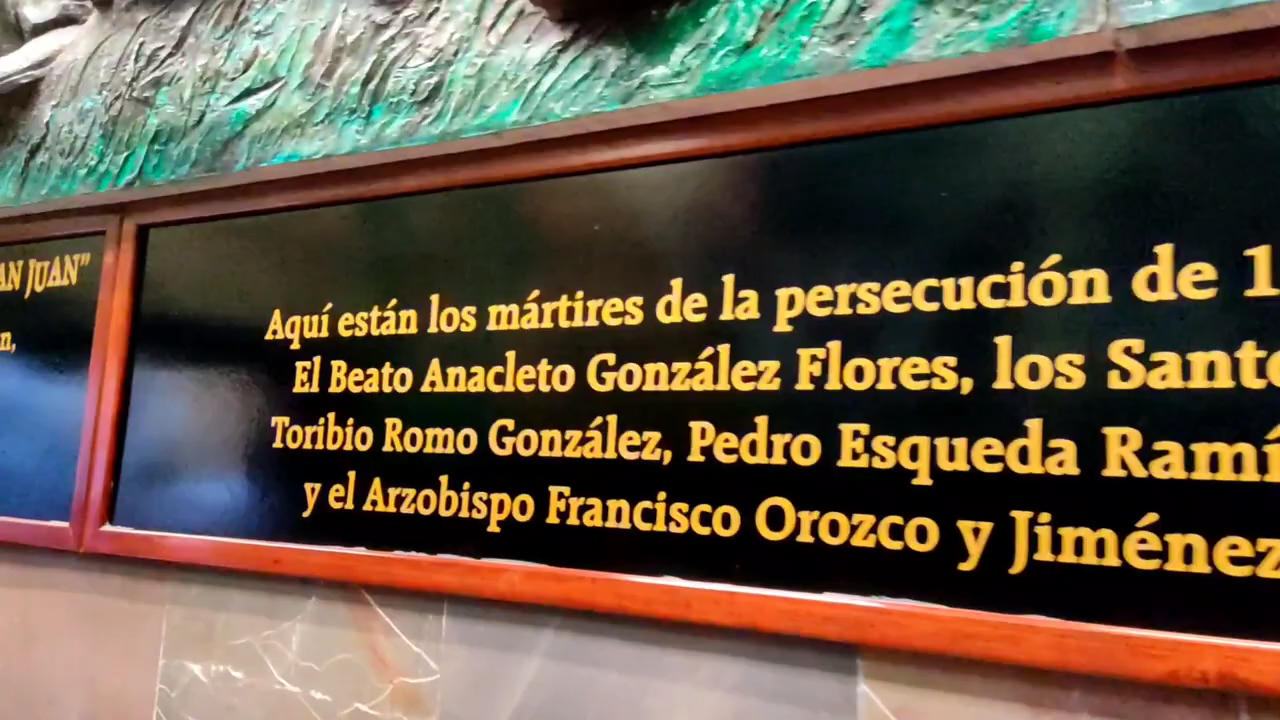 AN JUAN"
n,
Aquí están los mártires de la persecución de 1
El Beato Anacleto González Flores, los Santo
Toribio Romo González, Pedro Esqueda Ramí
y el Arzobispo Francisco Orozco y Jiménez